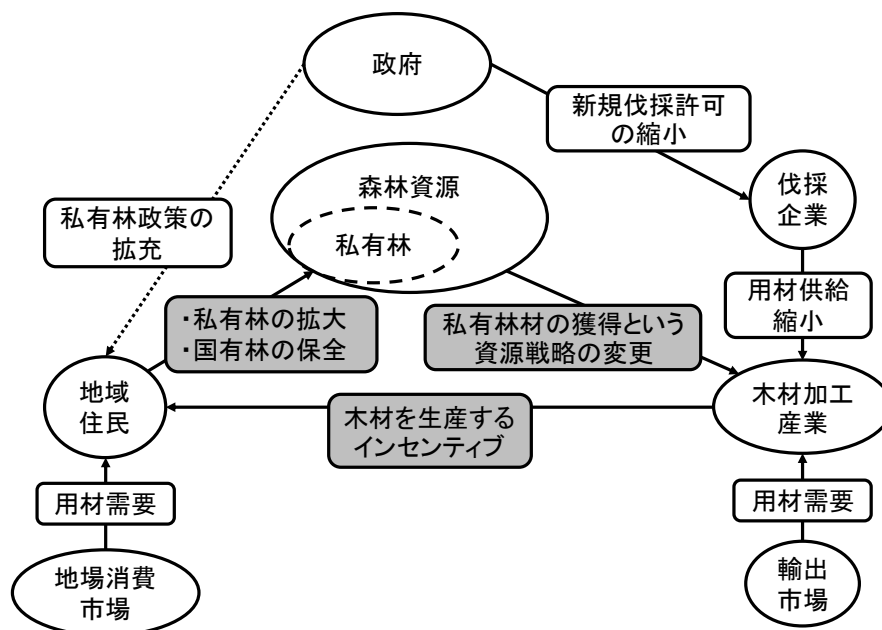 政府
新規伐採許可
の縮小
森林資源
私有林
伐採
企業
私有林政策の
拡充
用材供給
縮小
・私有林の拡大
・国有林の保全
私有林材の獲得という
資源戦略の変更
地域
住民
木材を生産する
インセンティブ
木材加工
産業
用材需要
用材需要
地場消費
市場
輸出
市場